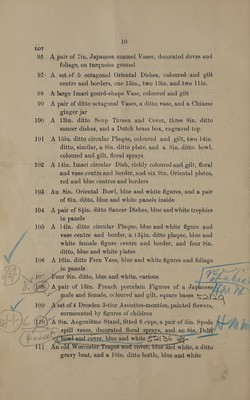 10
LOT
96 A pair of 7in. Japanese enamel Vases, decorated doves and
foliage, on turquoise ground
97 A set of 5 octagonal Oriental Dishes, coloured and gilt
centre and borders, one 15in., two 13in. and two 11in.
98 A large Imari gourd-shape Vase, coloured and gilt
99 A pair of ditto octagonal Vases, a ditto vase, and a Chinese
ginger jar
100 A 13in. ditto Soup Tureen and Cover, three 8in. ditto
saucer dishes, and a Dutch brass box, engraved top
101 A 15in. ditto circular Plaque, coloured and gilt, two 14in.
ditto, similar, a 9in. ditto plate, and a 9in. ditto bowl,
coloured and gilt, floral sprays
102 A 14in. Imari circular Dish, richly coloured and gilt, floral
and vase centre and border, and six 9in. Oriental plates,
red and blue centres and borders
103 An 8in. Oriental Bowl, blue and white figures, and a pair
of 6in. ditto, blue and white panels inside
104 A pair of 8½in. ditto Saucer Dishes, blue and white trophies
in panels
105 A 14in. ditto circular Plaque, blue and white figure and
vase centre and border, a 13½in. ditto plaque, blue and
white female figure centre and border, and four 9in.
ditto, blue and white plates
106 A 16in. ditto Fern Vase, blue and white figures and foliage
in panels
107 Four 9in. ditto, blue and white, various
108 A pair of 16in. French porcelain Figures of a Japanese
male and female, coloured and gilt, square bases
109 A set of 4 Dresden 3-tier Assiettes-montées, painted flowers,
surmounted by figures of children
110 A 9in. Augoulême Stand, fitted 6 cups, a pair of 4in. Spode
spill vases, decorated floral sprays, and an 8in. Delft
bowl and cover, blue and white
111 An old Worcester Teapot and cover, blue and white, a ditto
gravy boat, and a 10in. ditto bottle, blue and white